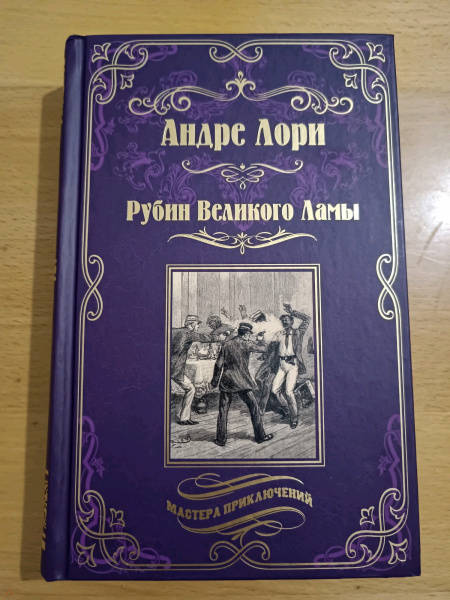 Андре Лори
Рубин Великого Ламы
МАСТЕРА ПРИКЛЮЧЕНИЙ